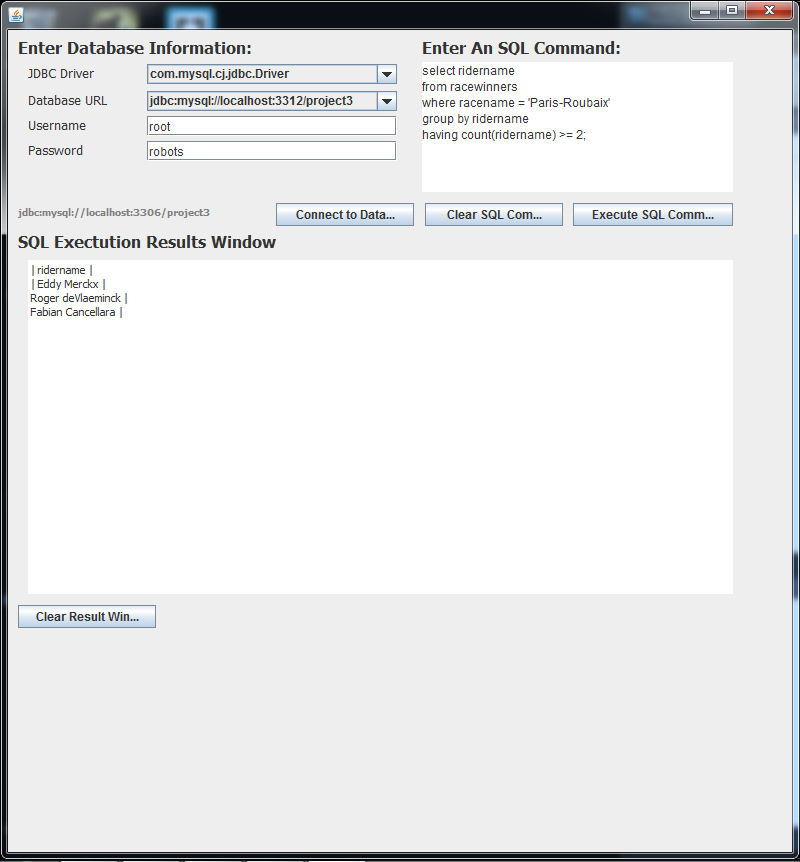 Enter Database Information:
JDBC Driver
com.mysql.cj.jdbc.Driver
Database URL
jdbc:mysql://localhost:3312/project3
Username
root
Password
robots
Enter An SQL Command:
select ridername
from racewinners
where racename = 'Paris-Roubaix'
group by ridername
having count(ridername) >= 2;
jdbc:mysql://localhost:3306/project3
Connect to Data...
Clear SQL Com...
Execute SQL Comm...
SQL Exectution Results Window
| ridername |
| Eddy Merckx |
Roger deVlaeminck |
Fabian Cancellara |
Clear Result Win...